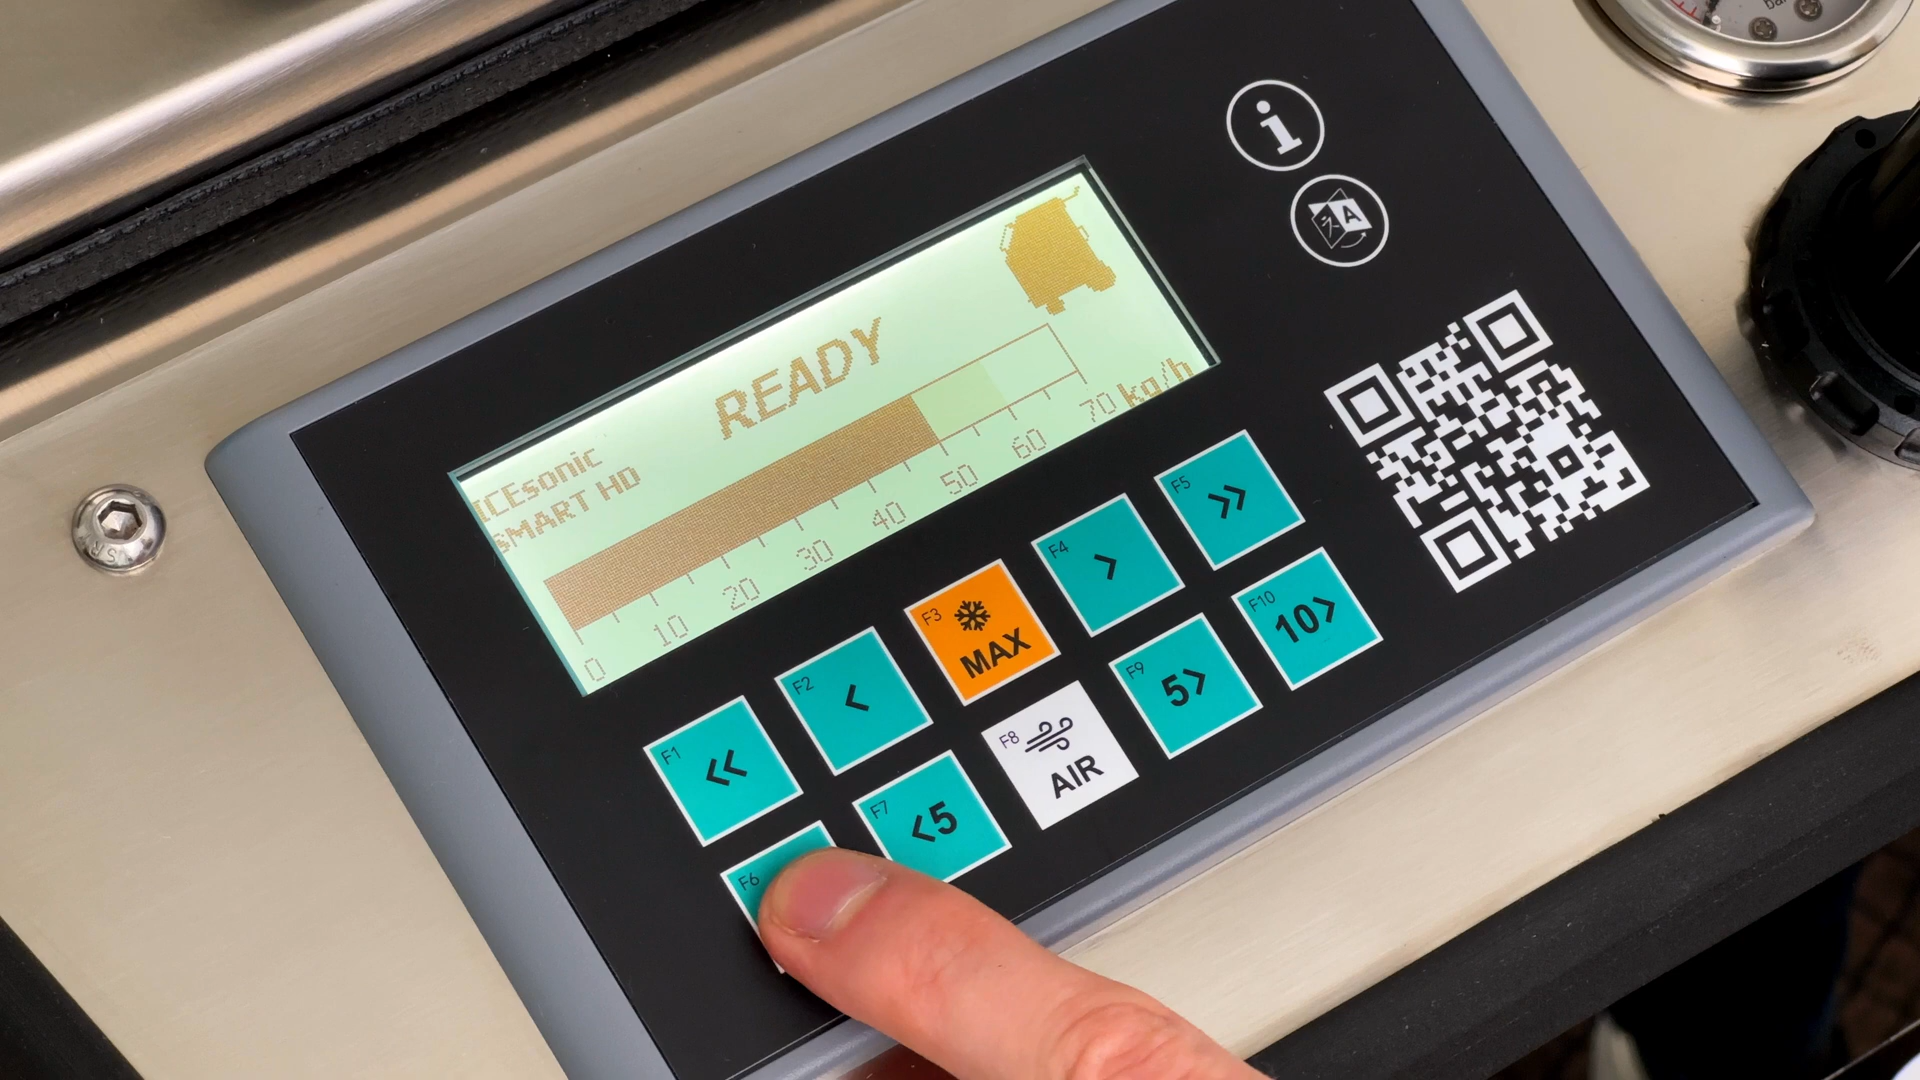 READY
ICEsonic
SMART HD
0 10 20 30 40 50 60 70 kg/h
F1 <<
F2 <
F3 MAX
F4 >
F5 >>
F6
F7 <5
F8 AIR
F9 5>
F10 10>
i
A